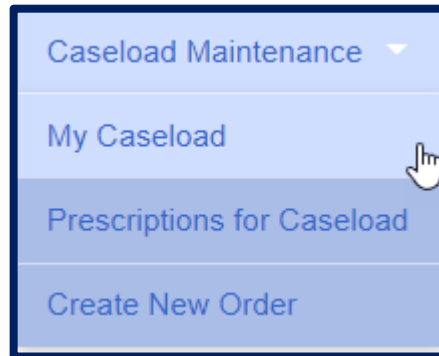 Caseload Maintenance
My Caseload
Prescriptions for Caseload
Create New Order